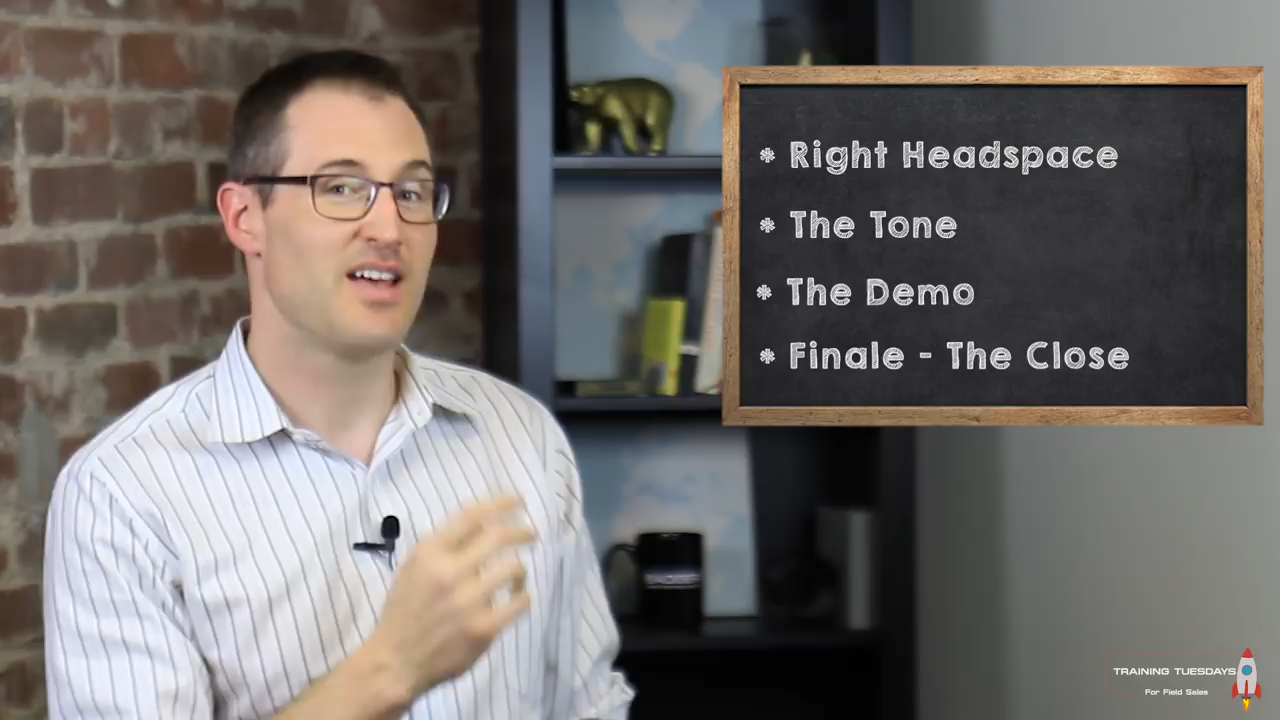 * Right Headspace
* The Tone
* The Demo
* Finale - The Close
TRAINING TUESDAYS
For Field Sales